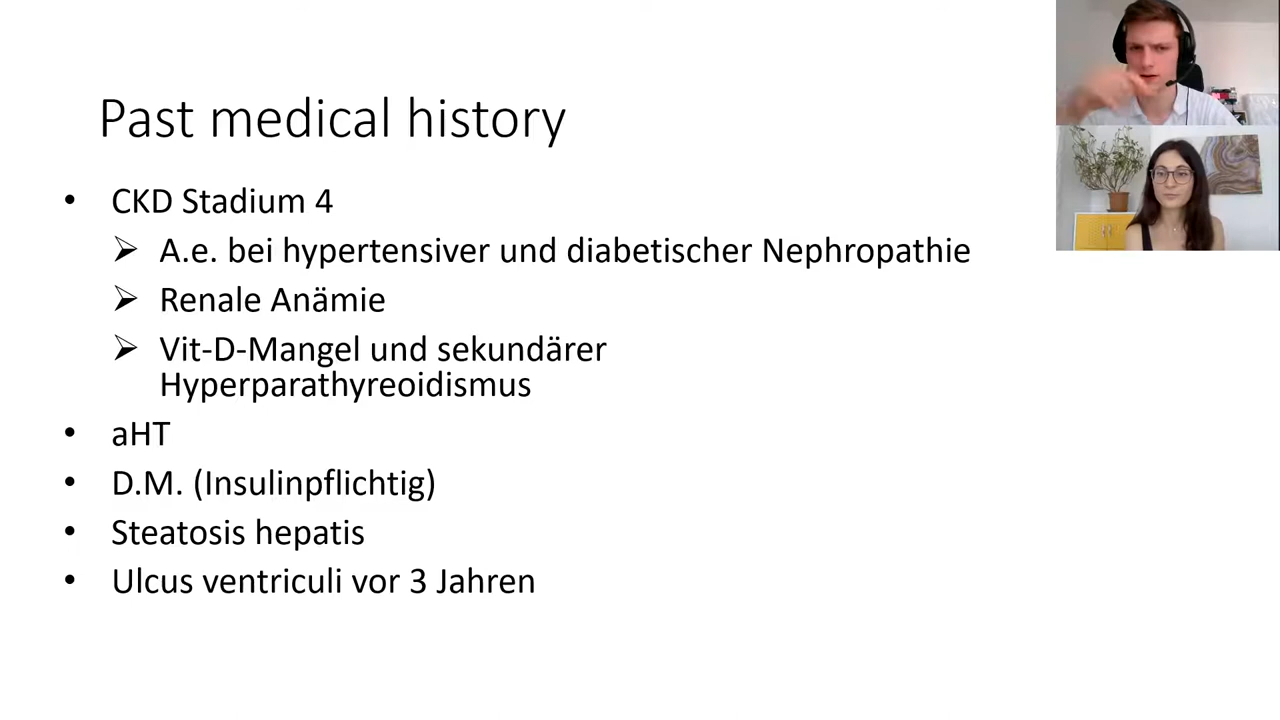 Past medical history
• CKD Stadium 4
➢ A.e. bei hypertensiver und diabetischer Nephropathie
➢ Renale Anämie
➢ Vit-D-Mangel und sekundärer
Hyperparathyreoidismus
• aHT
• D.M. (Insulinpflichtig)
• Steatosis hepatis
• Ulcus ventriculi vor 3 Jahren